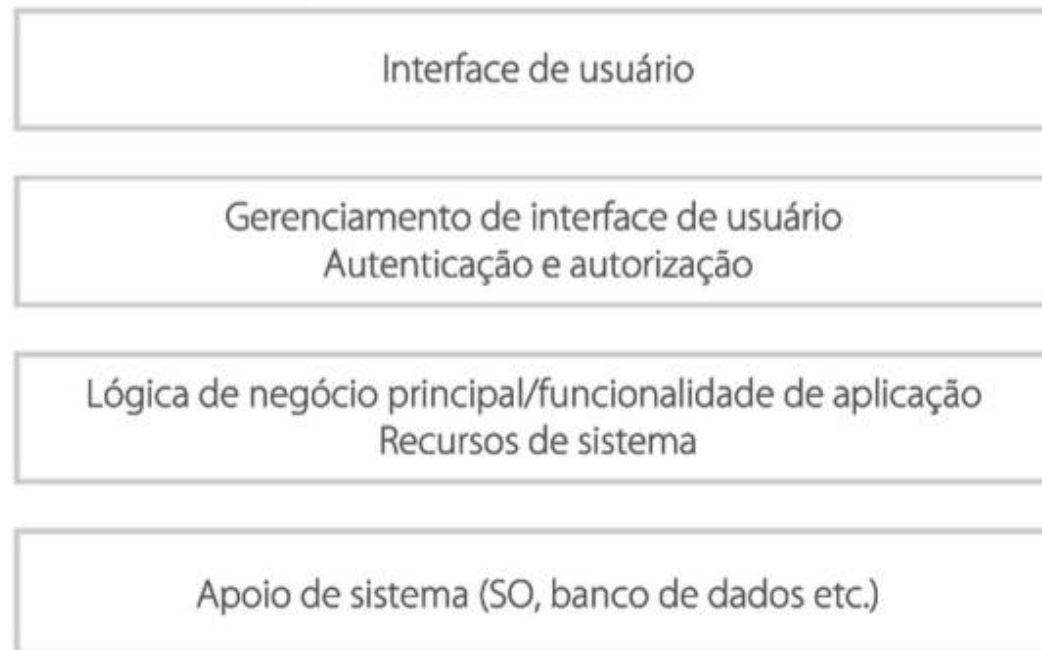 Interface de usuário
Gerenciamento de interface de usuário
Autenticação e autorização
Lógica de negócio principal/funcionalidade de aplicação
Recursos de sistema
Apoio de sistema (SO, banco de dados etc.)